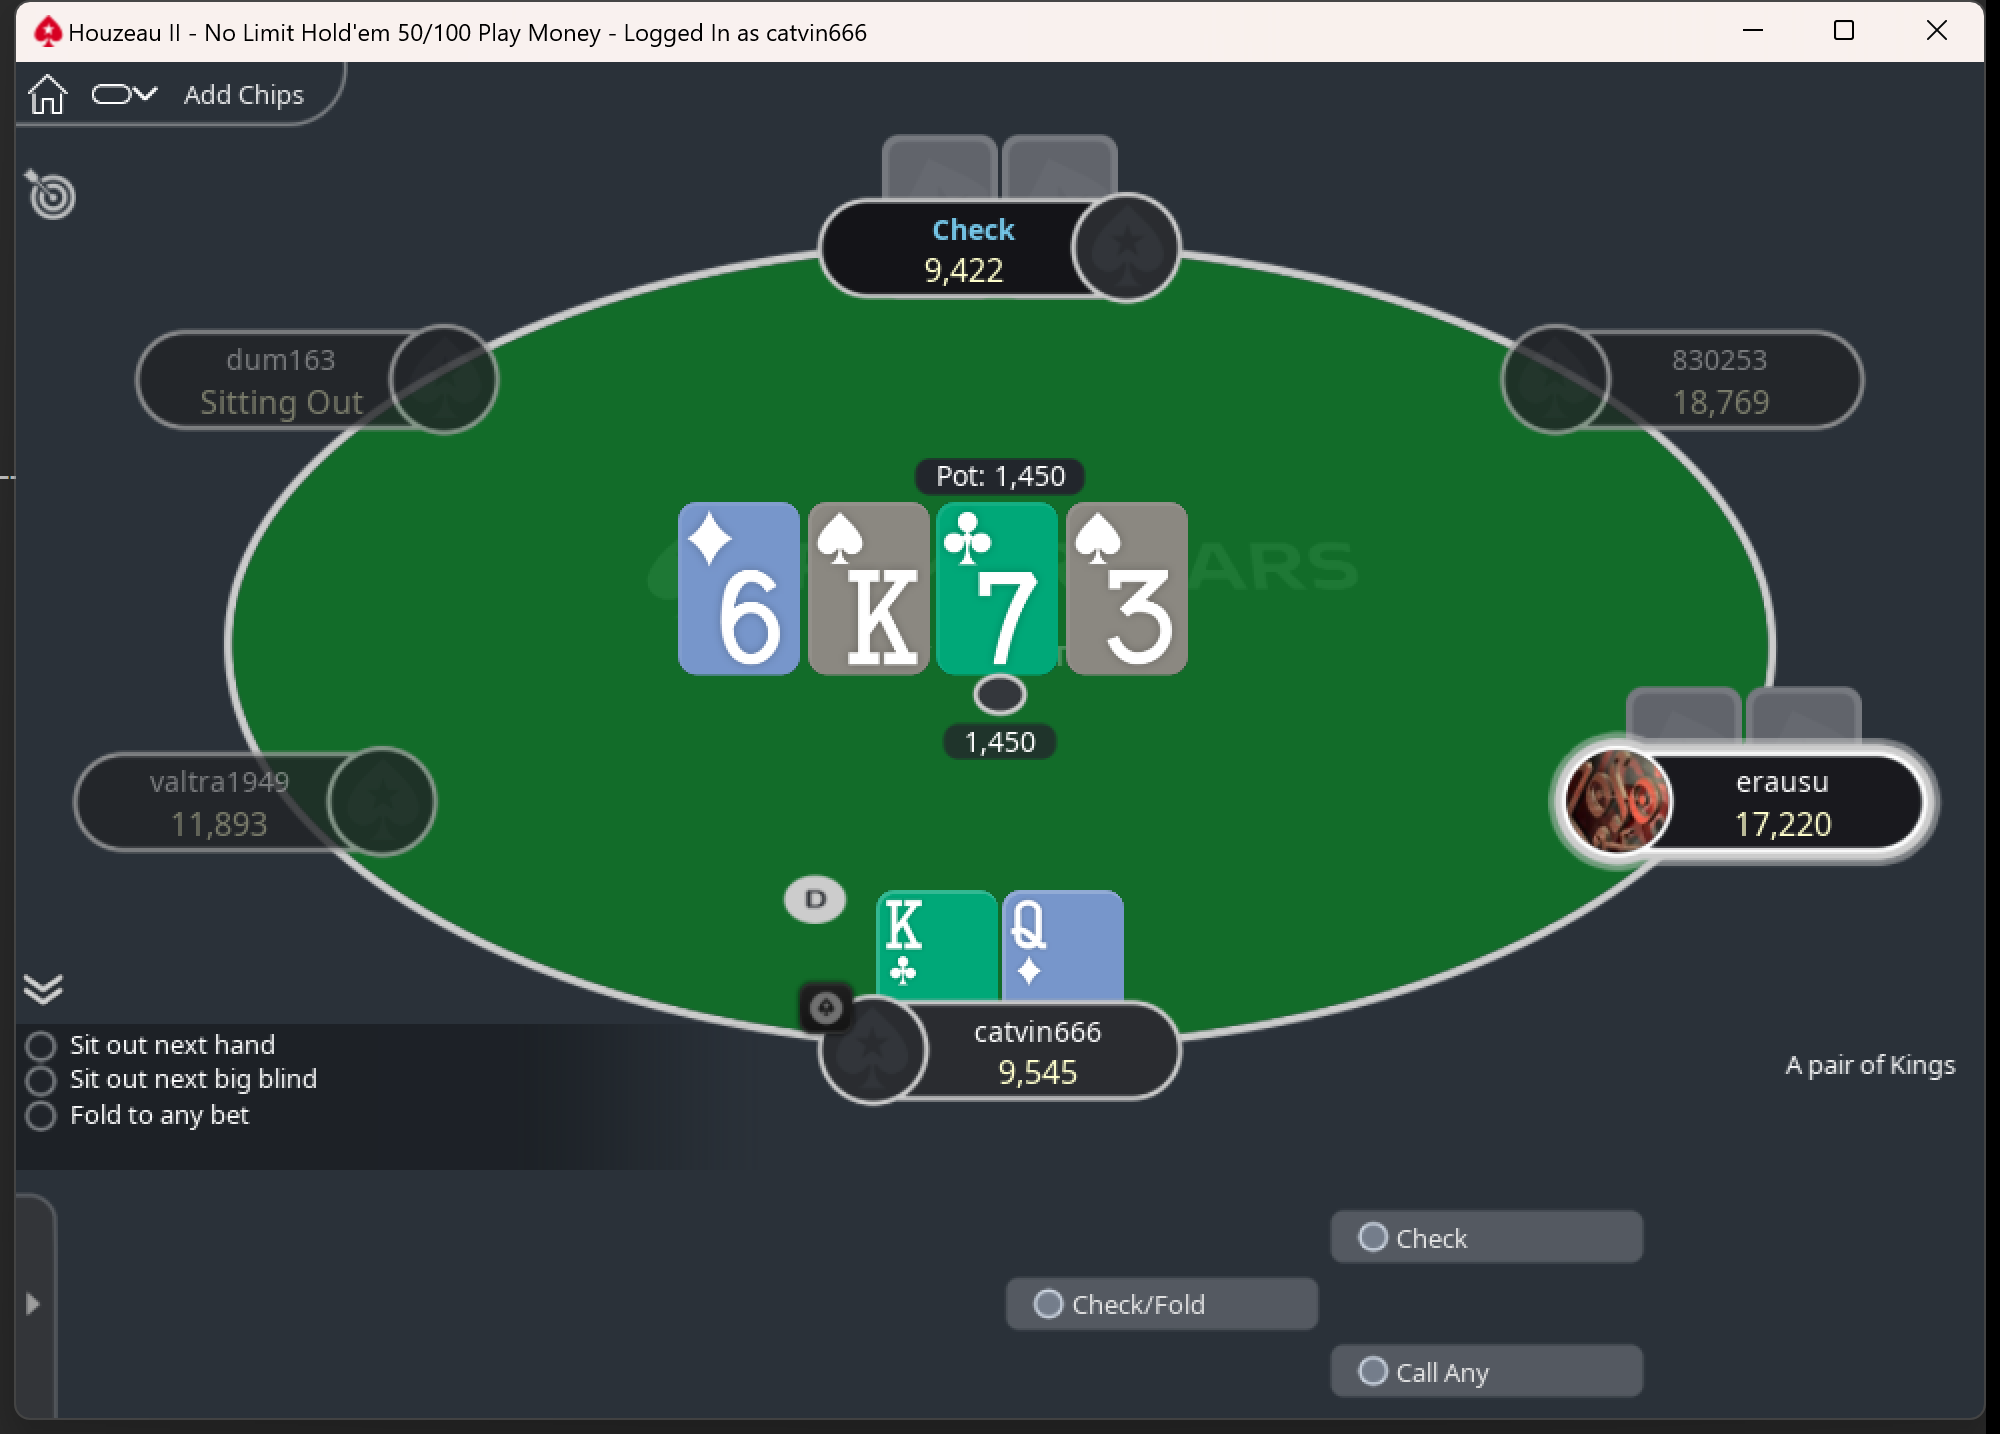 Houzeau II - No Limit Hold'em 50/100 Play Money - Logged In as catvin666
Add Chips
Check
9,422
dum163
Sitting Out
830253
18,769
Pot: 1,450
6
K
7
3
ARS
1,450
valtra1949
11,893
erausu
17,220
D
K
Q
catvin666
9,545
Sit out next hand
Sit out next big blind
Fold to any bet
A pair of Kings
Check
Check/Fold
Call Any